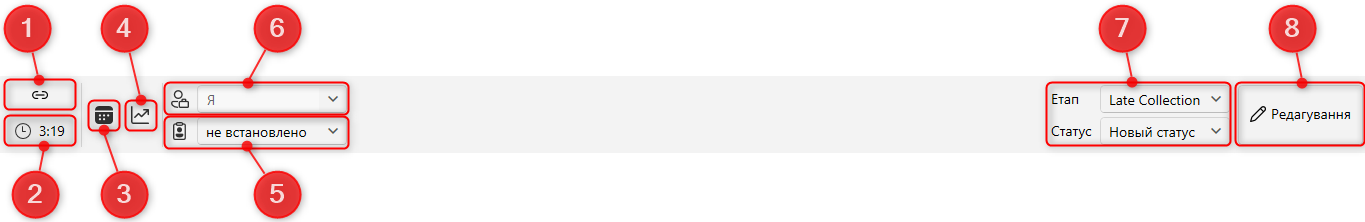 1
4
6
7
8
Я
Етап
Late Collection
3:19
не встановлено
Статус
Новый статус
Редагування
2
3
5